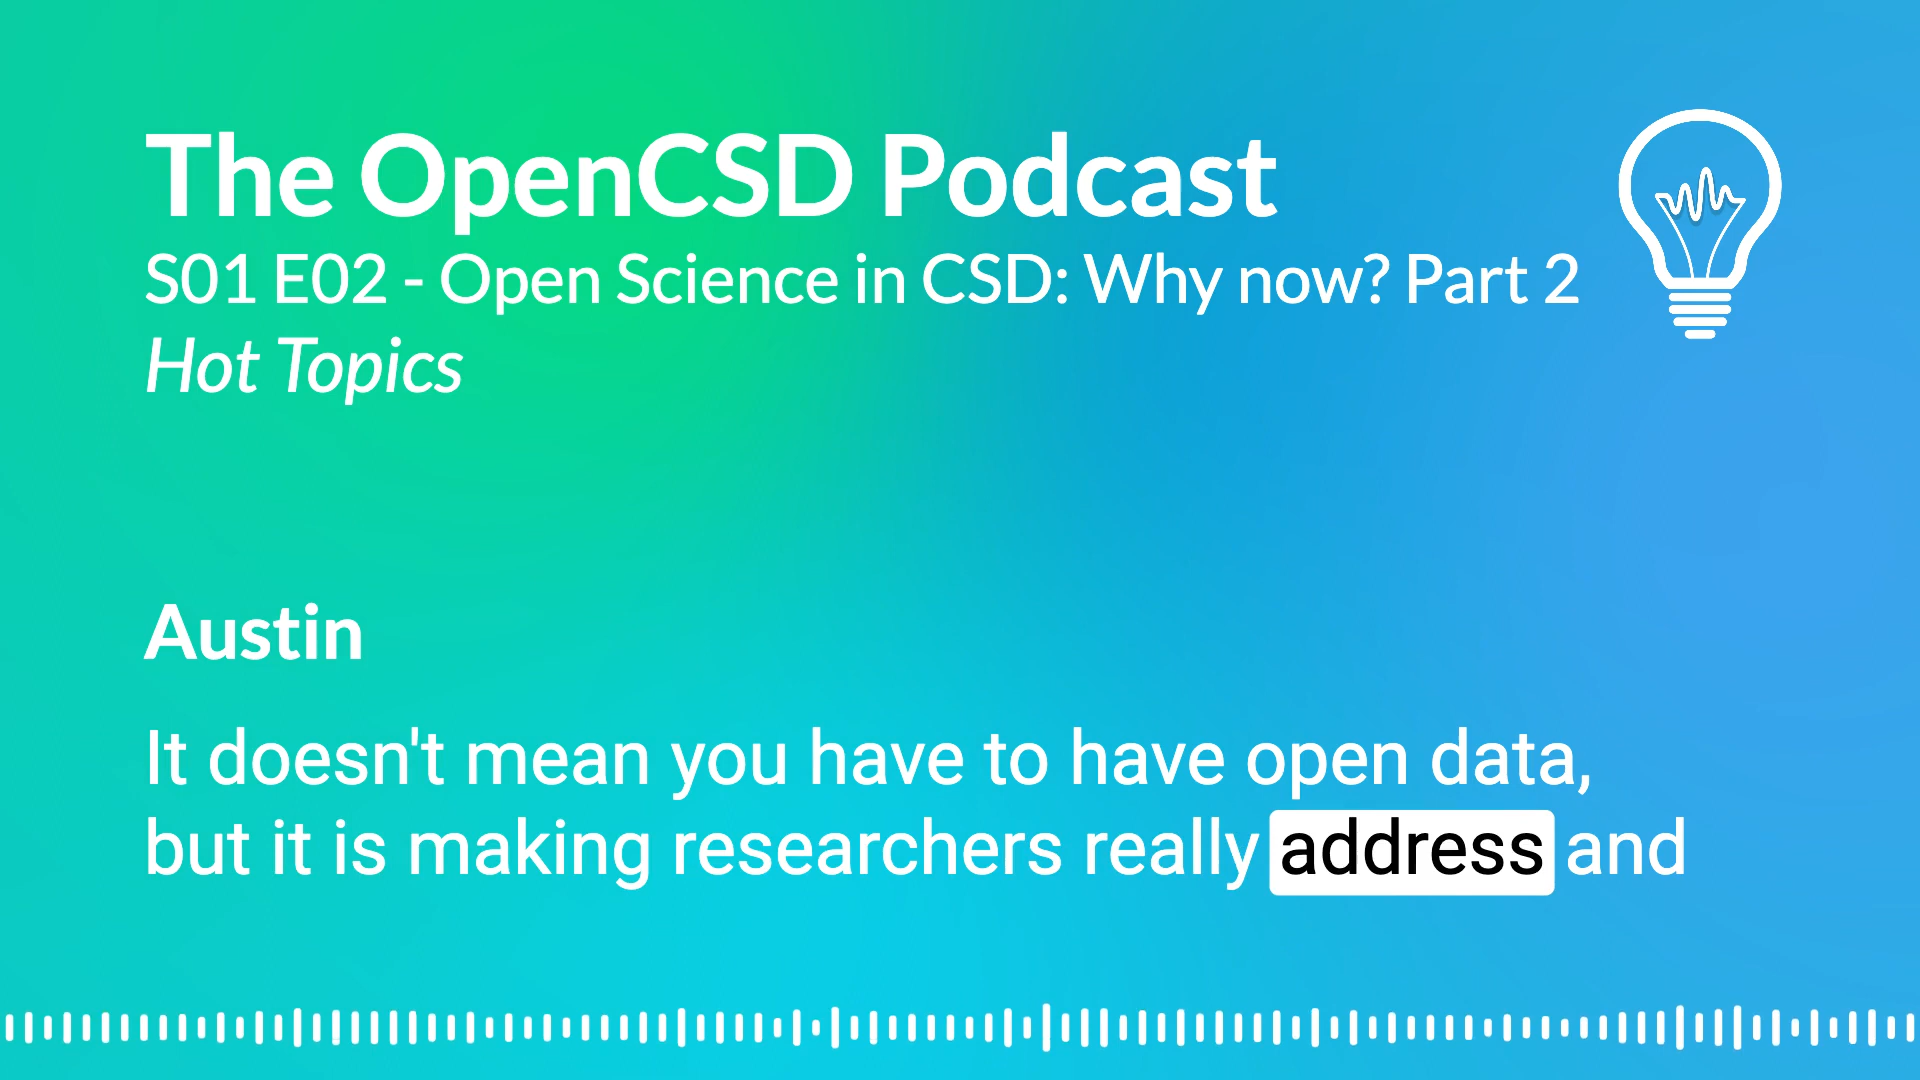 The OpenCSD Podcast
S01 E02 - Open Science in CSD: Why now? Part 2
Hot Topics
Austin
It doesn't mean you have to have open data,
but it is making researchers really address and